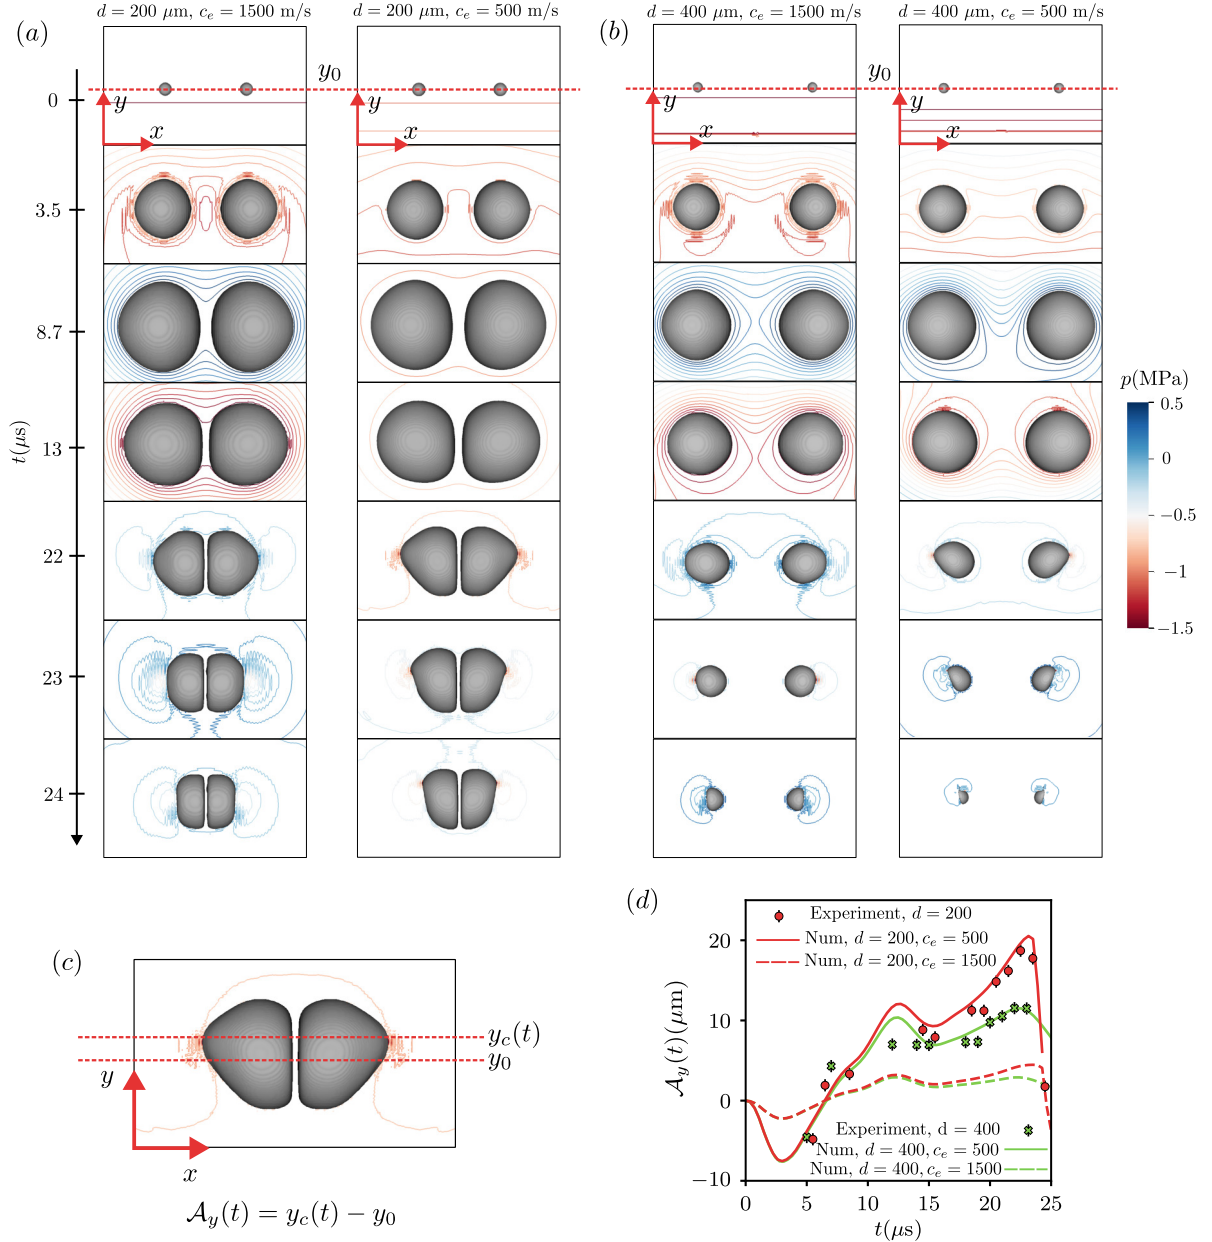 (a)
d = 200 μm, c_e = 1500 m/s
d = 200 μm, c_e = 500 m/s
(b)
d = 400 μm, c_e = 1500 m/s
d = 400 μm, c_e = 500 m/s
y_0
y_0
y
x
y
x
y
x
y
x
t(μs)
0
3.5
8.7
13
22
23
24
p(MPa)
0.5
0
−0.5
−1
−1.5
(c)
y_c(t)
y_0
y
x
𝒜_y(t) = y_c(t) − y_0
(d)
Experiment, d = 200
Num, d = 200, c_e = 500
Num, d = 200, c_e = 1500
Experiment, d = 400
Num, d = 400, c_e = 500
Num, d = 400, c_e = 1500
𝒜_y(t)(μm)
20
10
0
−10
0
5
10
15
20
25
t(μs)